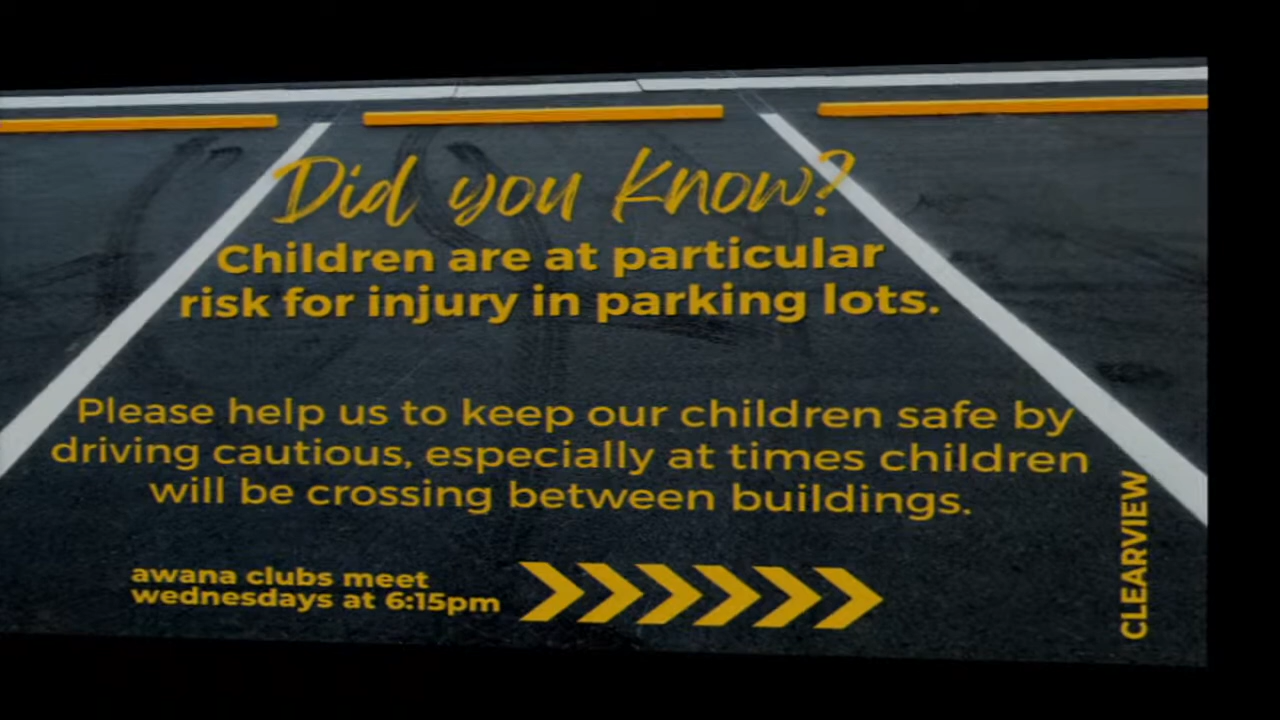 Did you Know?
Children are at particular
risk for injury in parking lots.
Please help us to keep our children safe by
driving cautious, especially at times children
will be crossing between buildings.
awana clubs meet
wednesdays at 6:15pm
CLEARVIEW